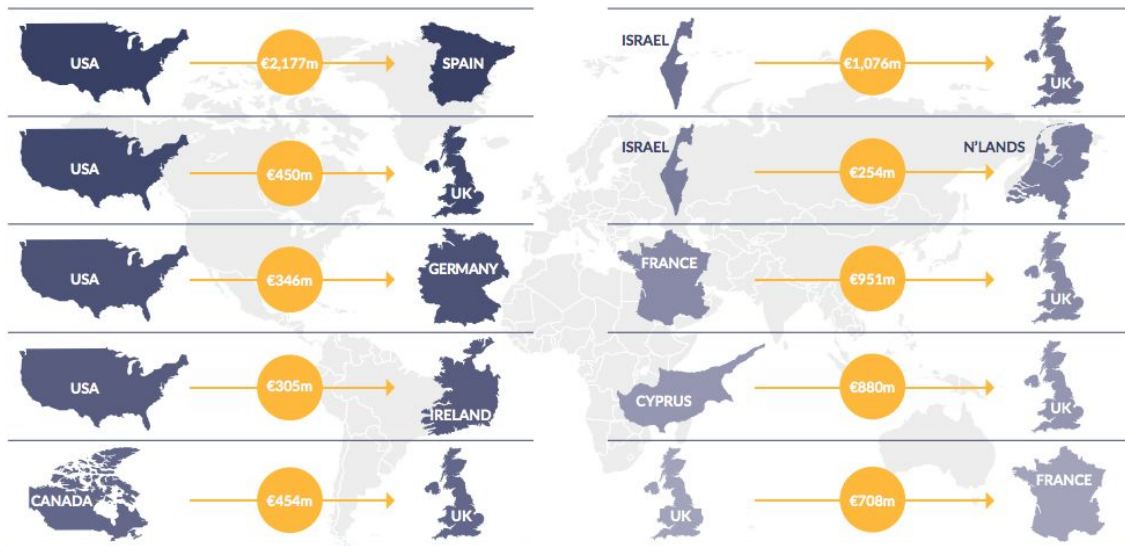 USA €2,177m SPAIN
USA €450m UK
USA €346m GERMANY
USA €305m IRELAND
CANADA €454m UK
ISRAEL €1,076m UK
ISRAEL €254m N'LANDS
FRANCE €951m UK
CYPRUS €880m UK
UK €708m FRANCE